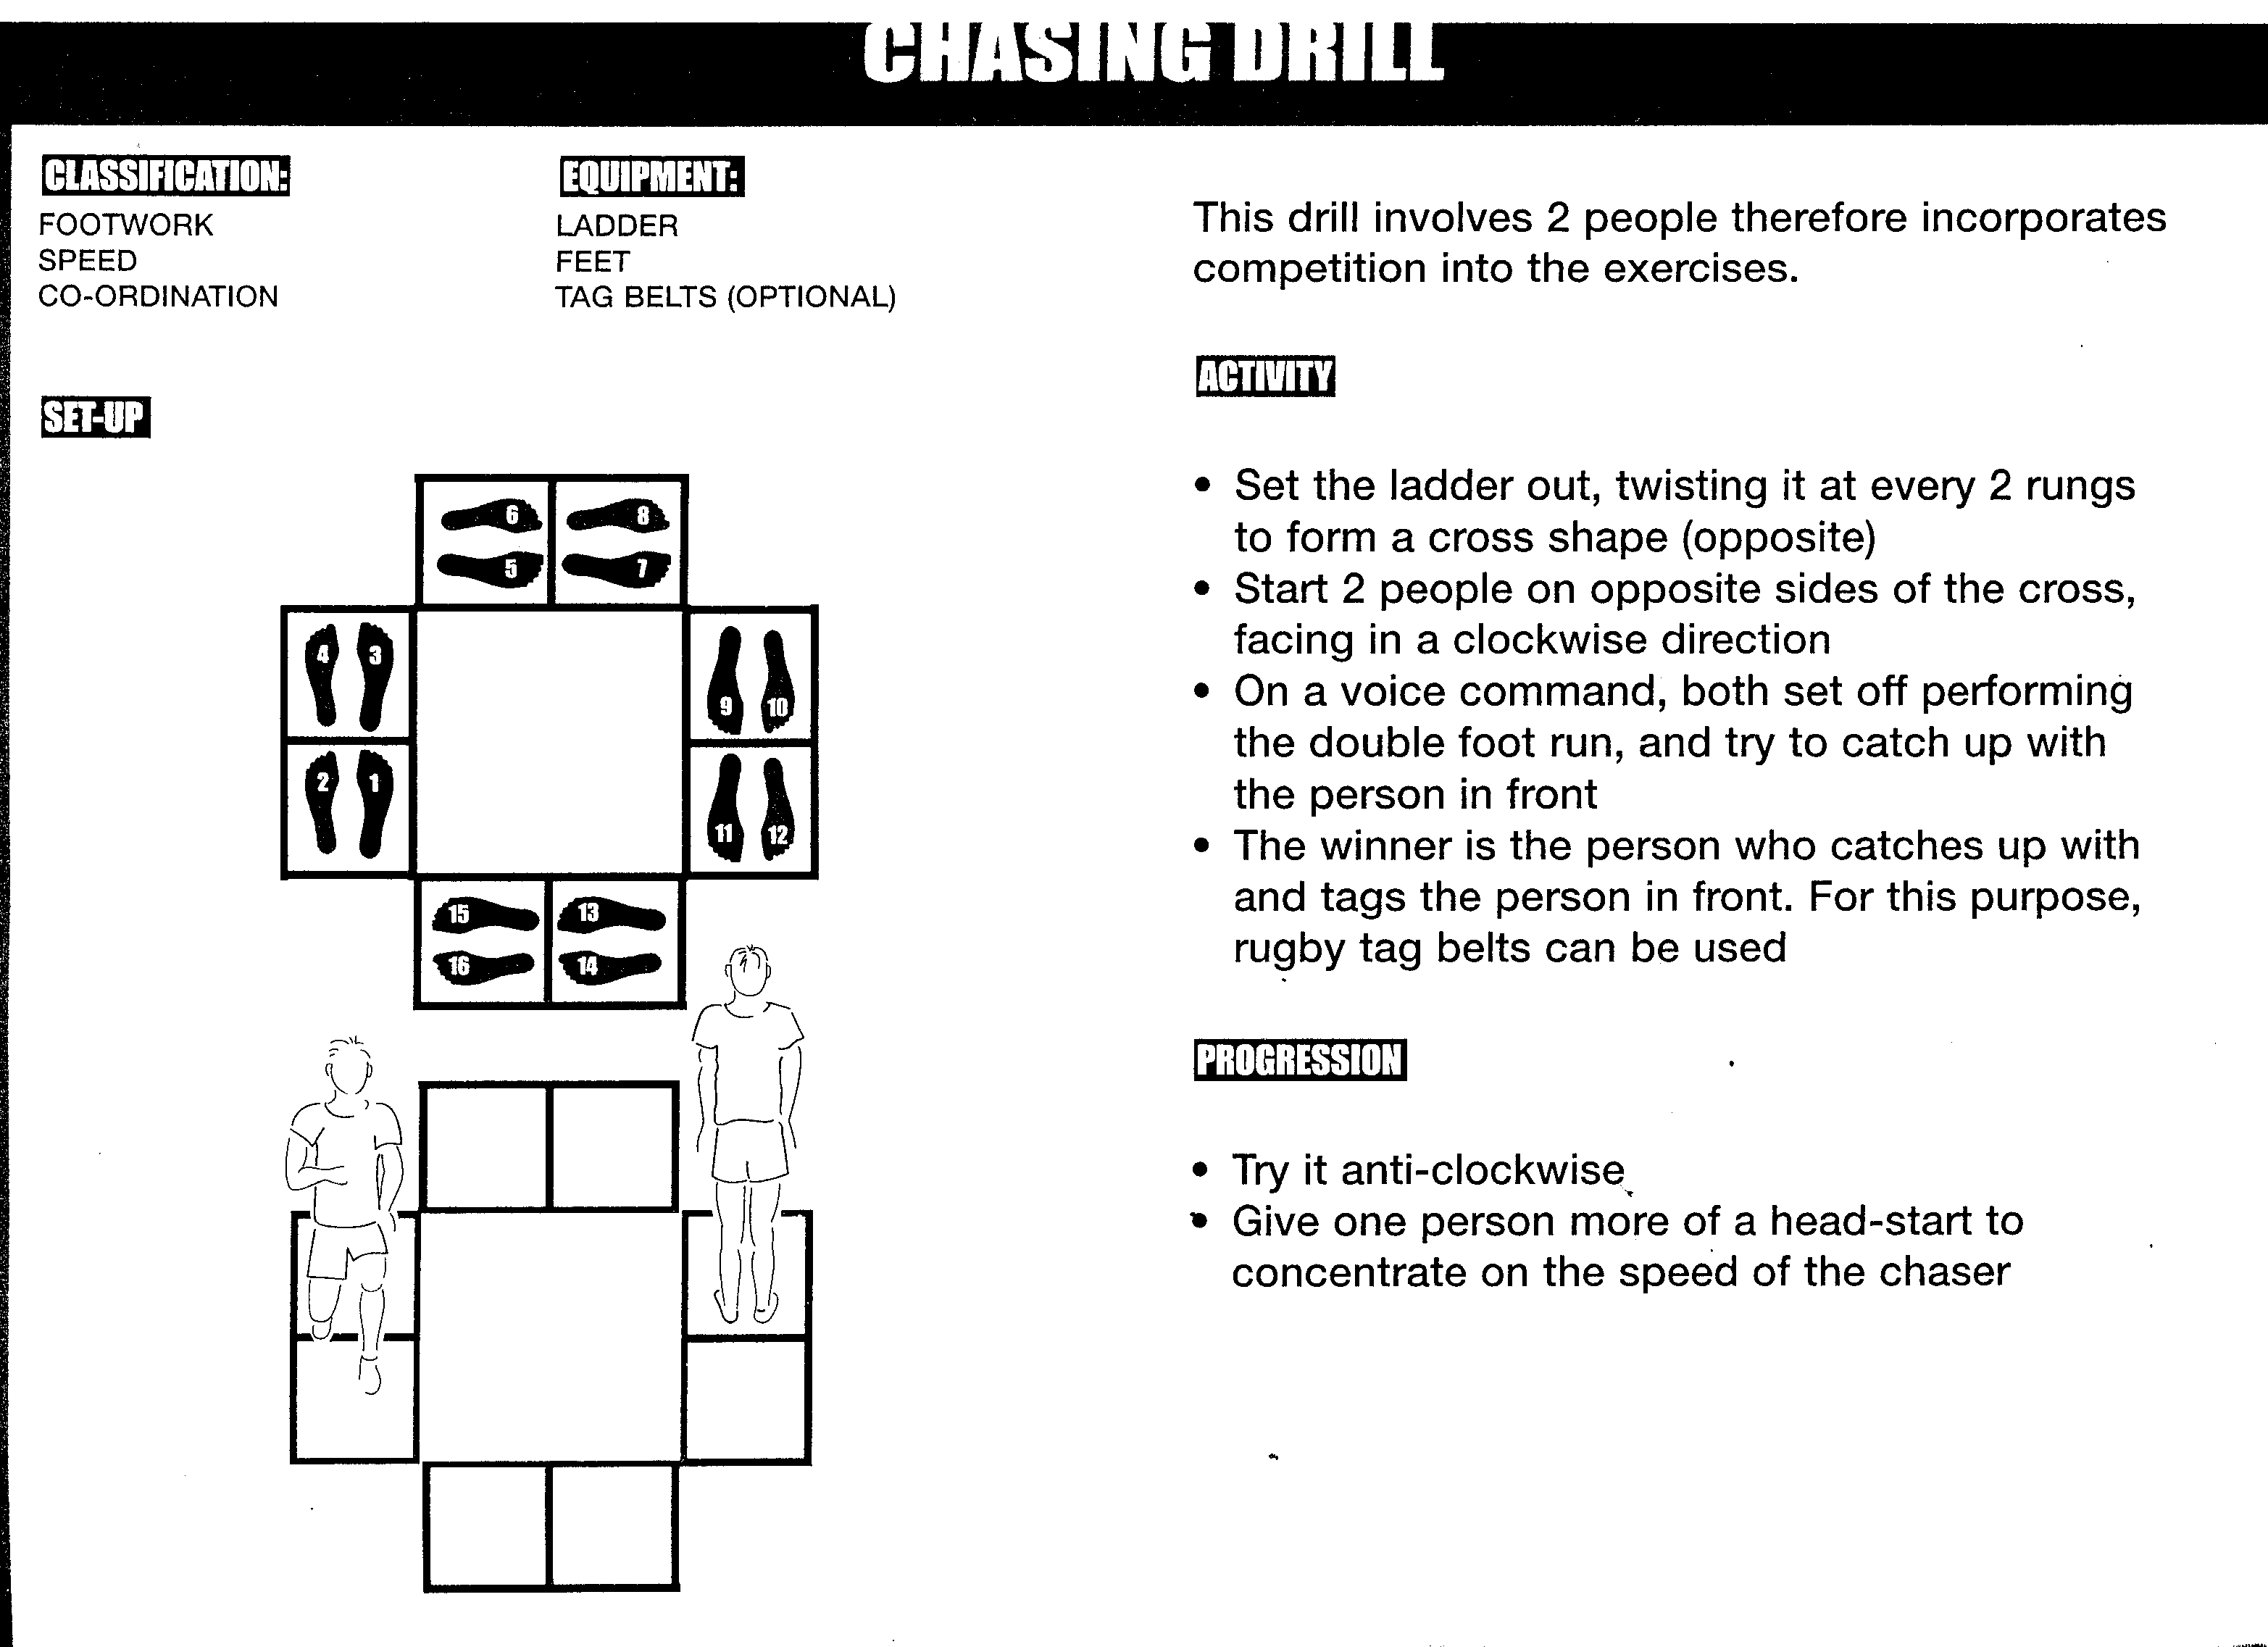 CHASING DRILL
CLASSIFICATION:
FOOTWORK
SPEED
CO-ORDINATION
EQUIPMENT:
LADDER
FEET
TAG BELTS (OPTIONAL)
SET-UP
6
8
5
7
4
3
9
10
2
1
11
12
15
13
16
14
This drill involves 2 people therefore incorporates
competition into the exercises.
ACTIVITY
• Set the ladder out, twisting it at every 2 rungs
to form a cross shape (opposite)
• Start 2 people on opposite sides of the cross,
facing in a clockwise direction
• On a voice command, both set off performing
the double foot run, and try to catch up with
the person in front
• The winner is the person who catches up with
and tags the person in front. For this purpose,
rugby tag belts can be used
PROGRESSION
• Try it anti-clockwise
• Give one person more of a head-start to
concentrate on the speed of the chaser